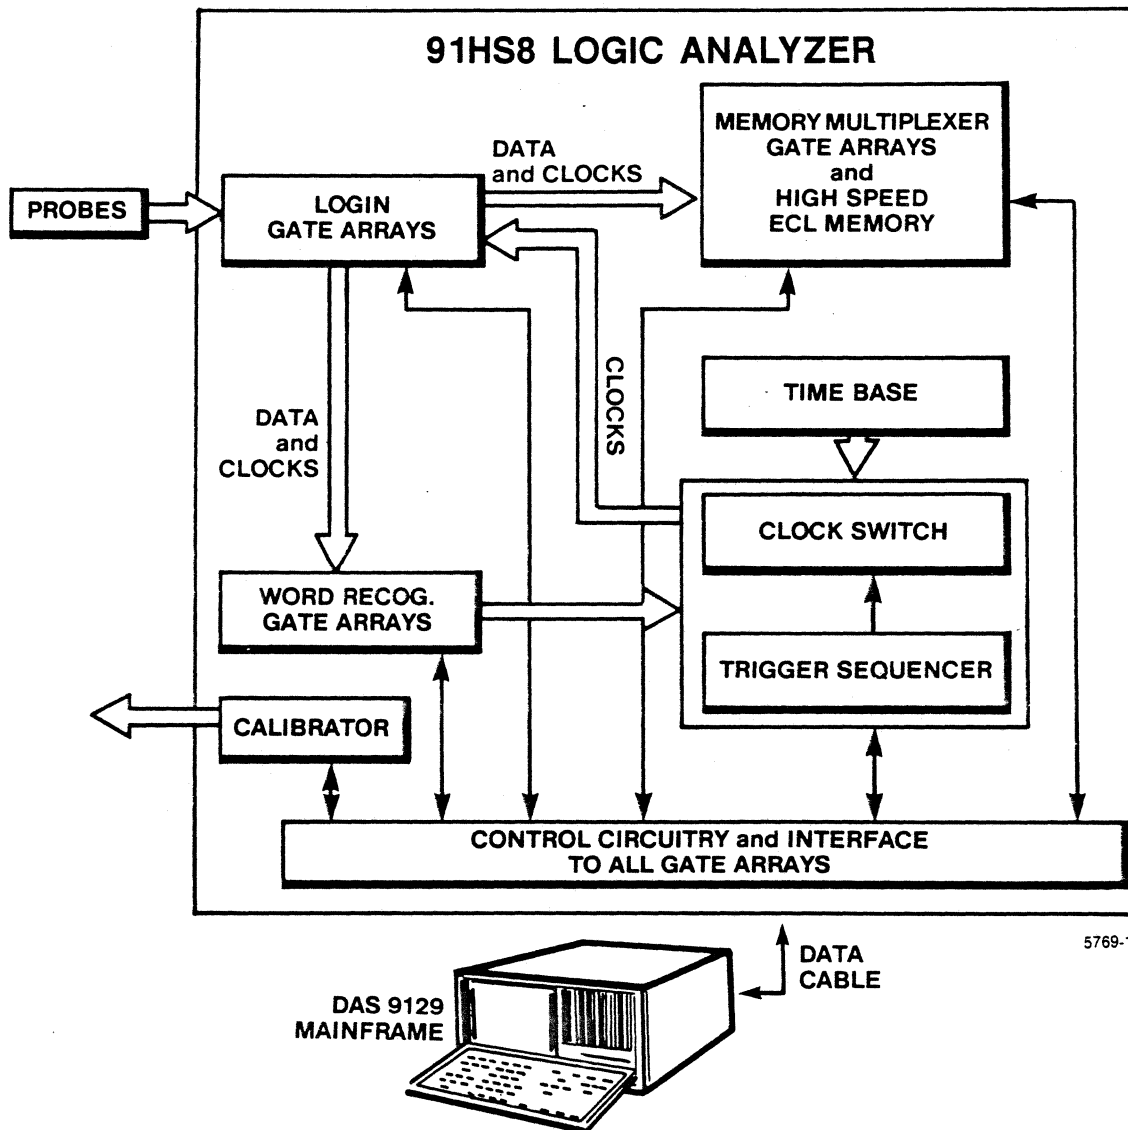 91HS8 LOGIC ANALYZER
PROBES
LOGIN
GATE ARRAYS
DATA
and CLOCKS
MEMORY MULTIPLEXER
GATE ARRAYS
and
HIGH SPEED
ECL MEMORY
CLOCKS
TIME BASE
DATA
and
CLOCKS
CLOCK SWITCH
WORD RECOG.
GATE ARRAYS
TRIGGER SEQUENCER
CALIBRATOR
CONTROL CIRCUITRY and INTERFACE
TO ALL GATE ARRAYS
5769-1
DATA
CABLE
DAS 9129
MAINFRAME